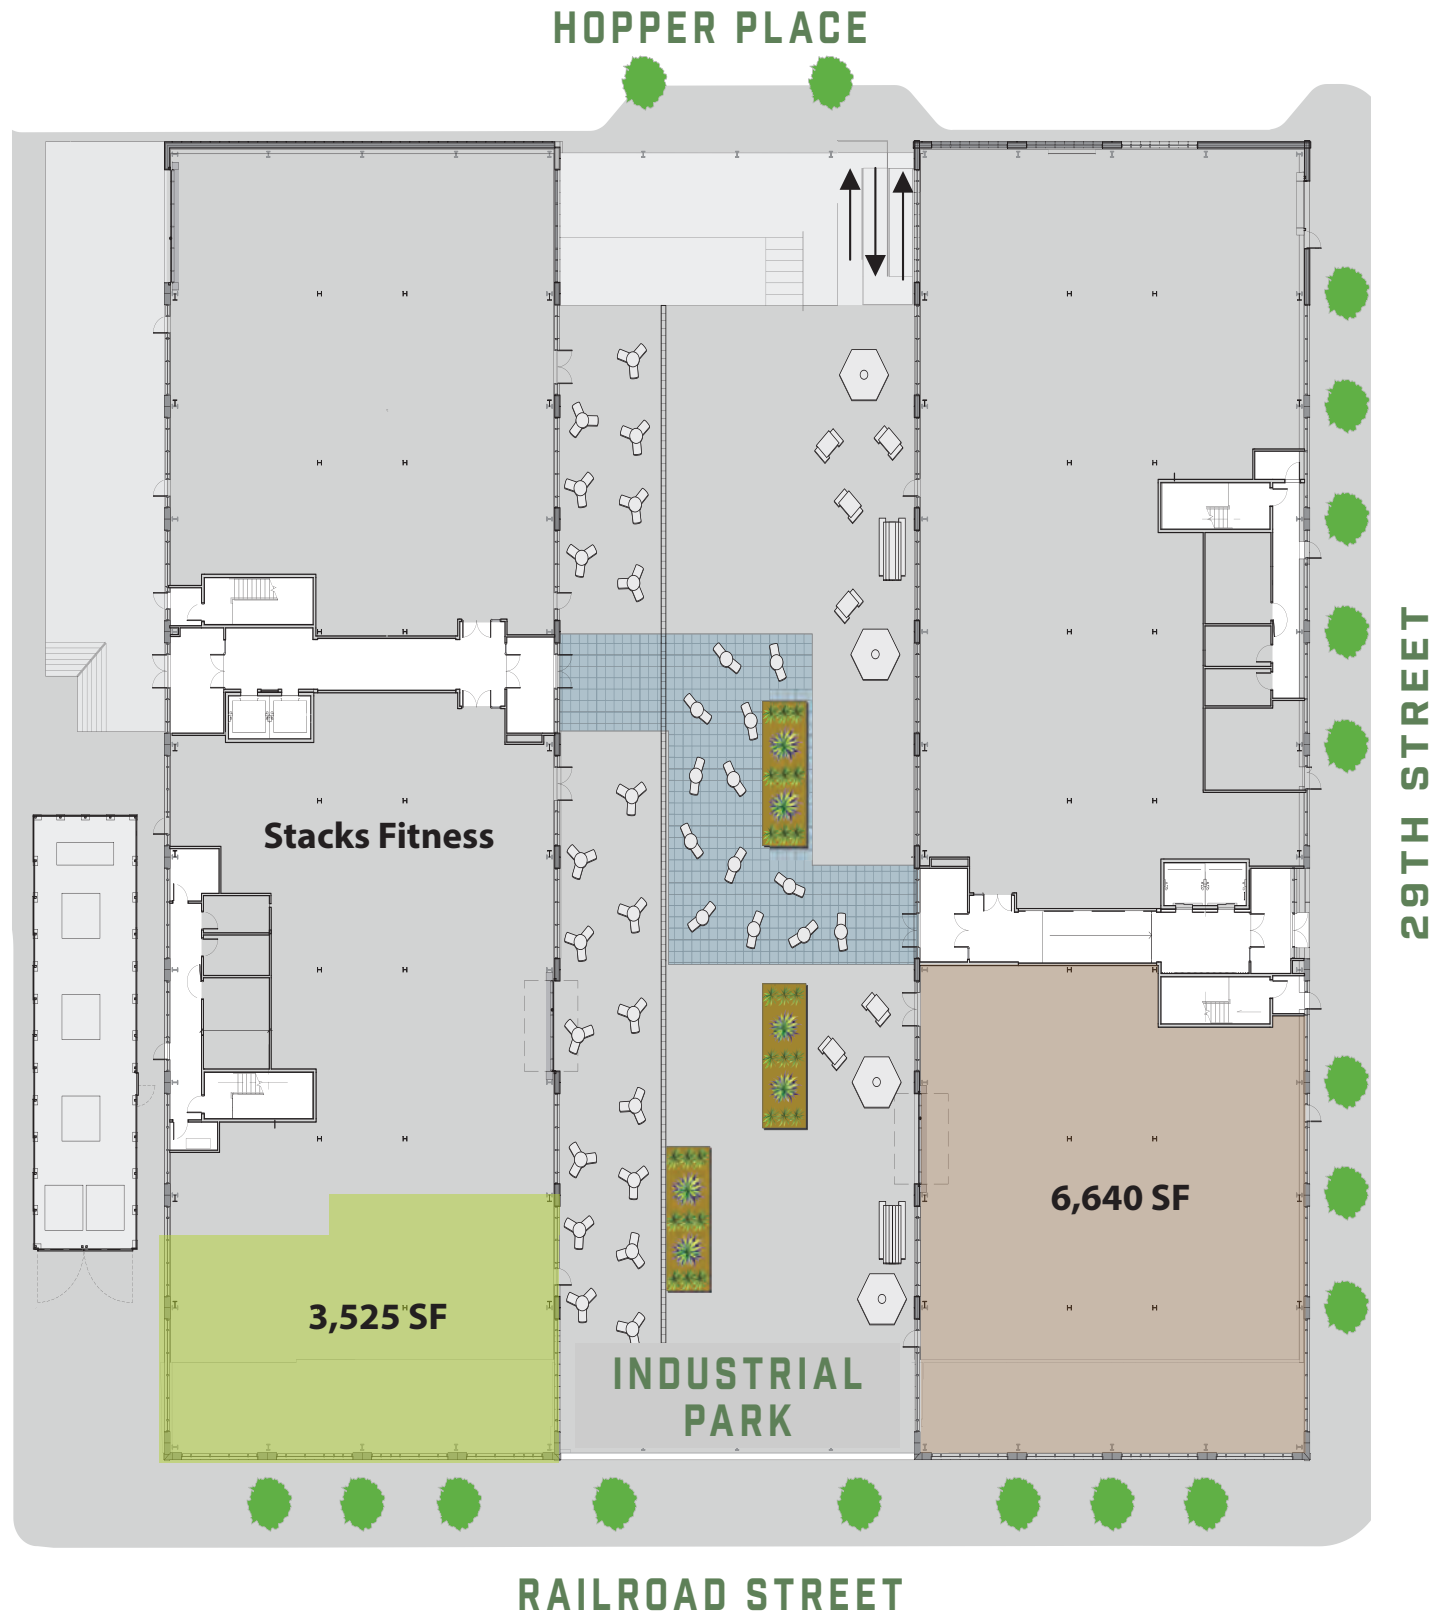 HOPPER PLACE
29TH STREET
Stacks Fitness
6,640 SF
3,525 SF
INDUSTRIAL
PARK
RAILROAD STREET